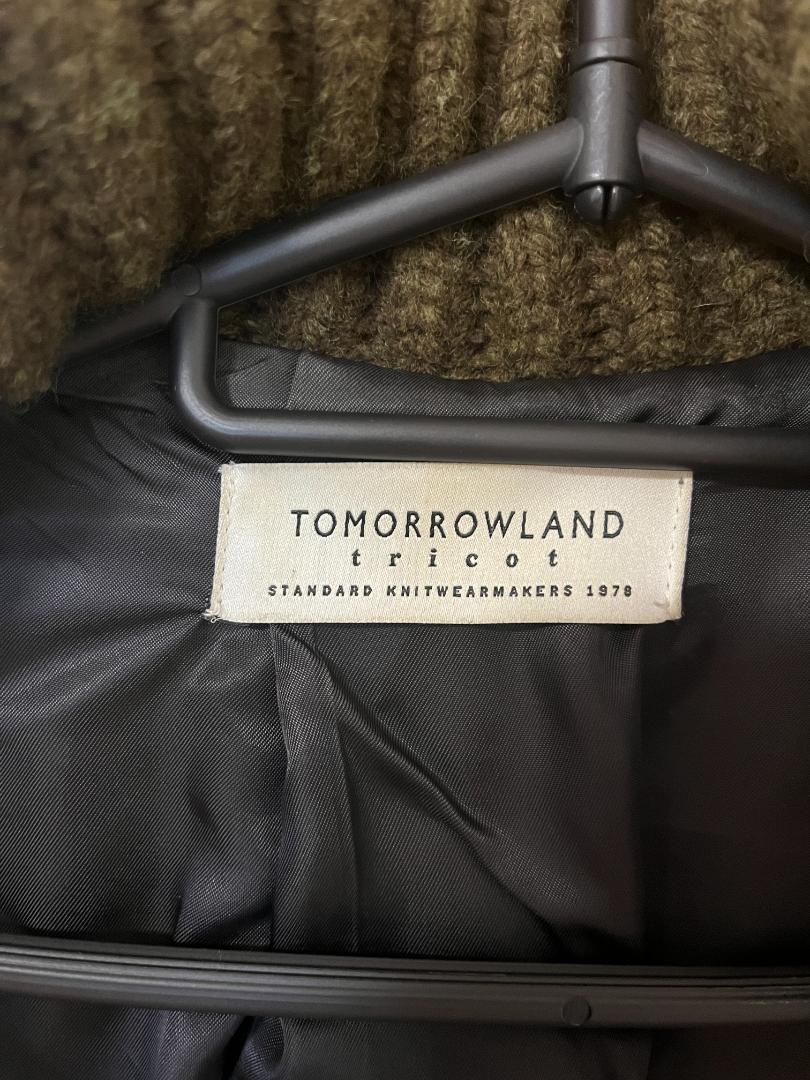 TOMORROWLAND
tricot
STANDARD KNITWEARMAKERS 1978